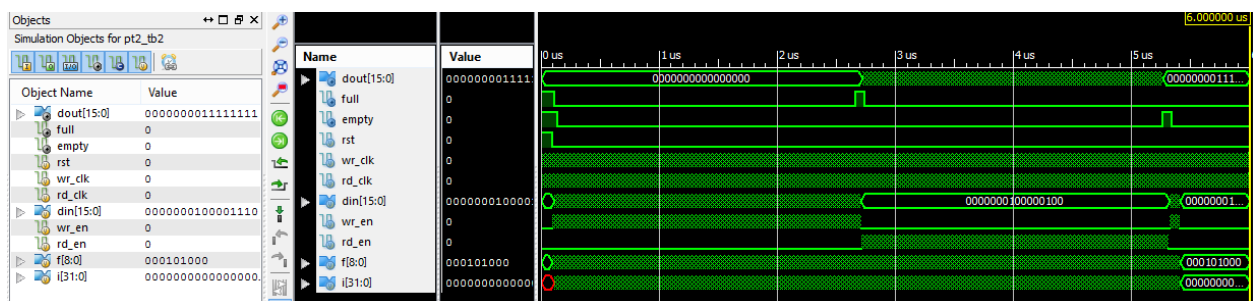 Objects
Simulation Objects for pt2_tb2
Object Name Value
dout[15:0] 0000000011111111
full 0
empty 0
rst 0
wr_clk 0
rd_clk 0
din[15:0] 0000000100001110
wr_en 0
rd_en 0
f[8:0] 000101000
i[31:0] 0000000000000000.
6.000000 us
Name Value 0 us 1 us 2 us 3 us 4 us 5 us
dout[15:0] 000000001111 0000000000000000 00000000111...
full 0
empty 0
rst 0
wr_clk 0
rd_clk 0
din[15:0] 000000010000 0000000100000100 00000001...
wr_en 0
rd_en 0
f[8:0] 000101000 000101000
i[31:0] 000000000000 00000000...